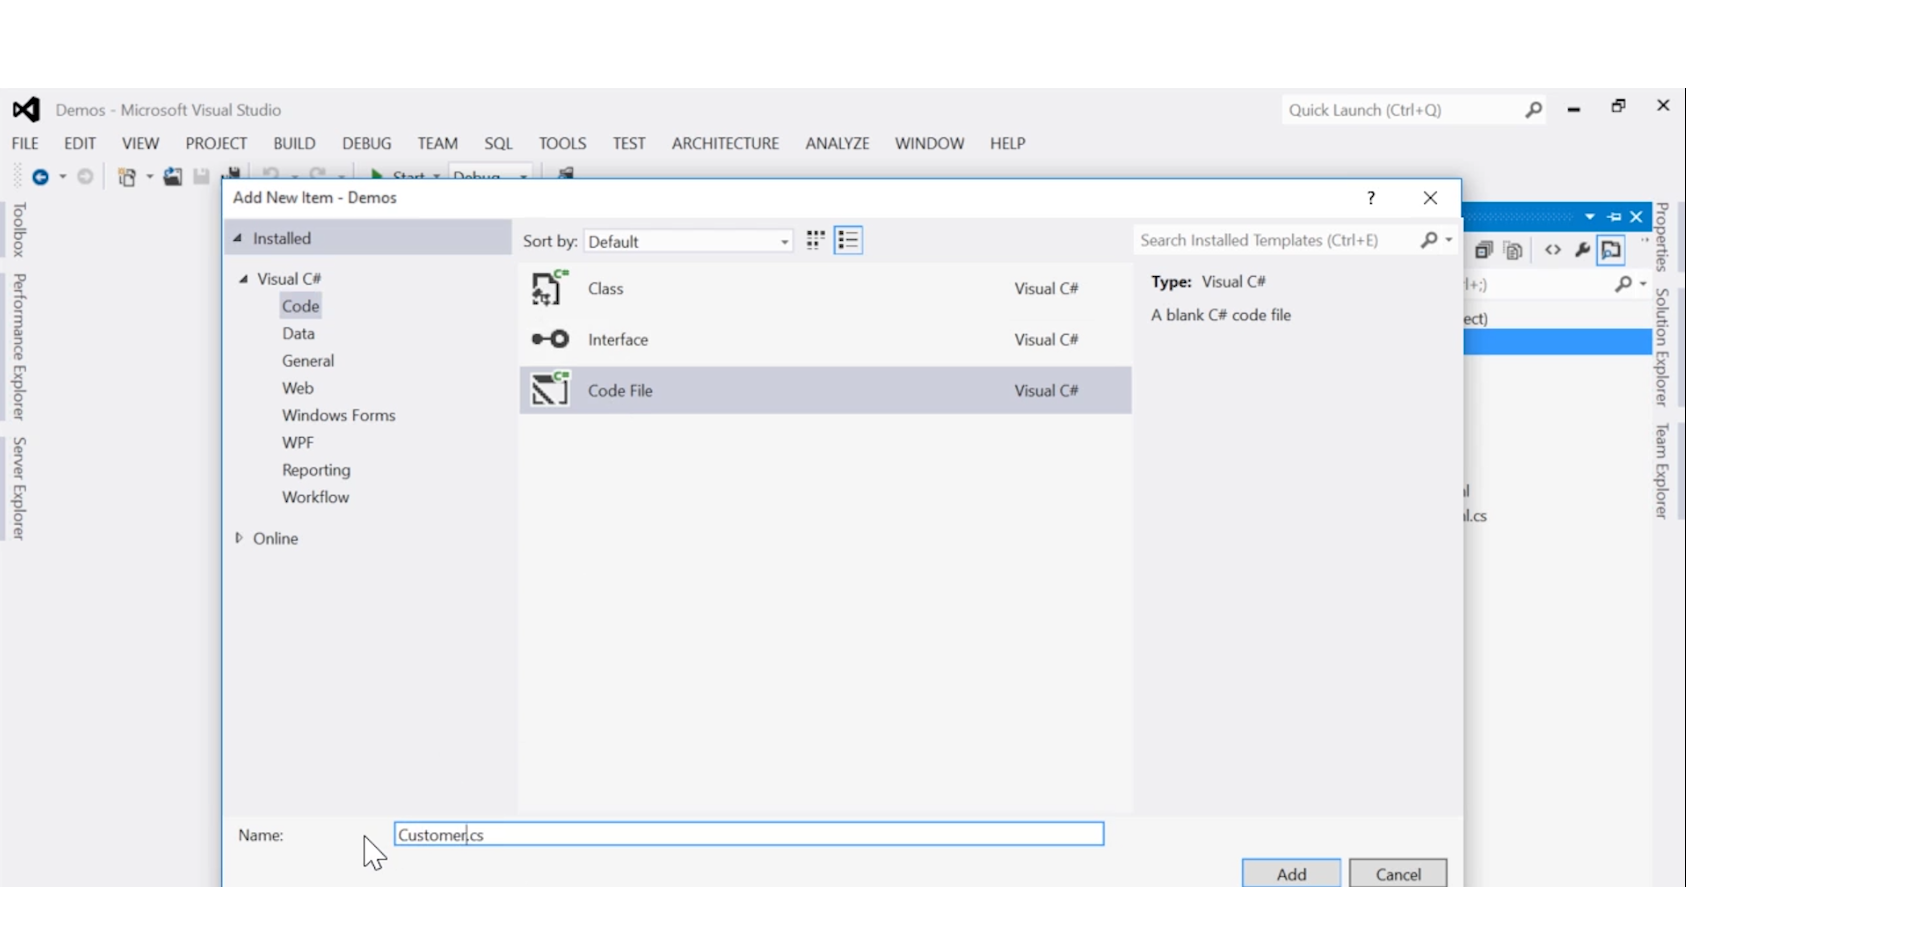 Demos - Microsoft Visual Studio
Quick Launch (Ctrl+Q)
FILE EDIT VIEW PROJECT BUILD DEBUG TEAM SQL TOOLS TEST ARCHITECTURE ANALYZE WINDOW HELP
Start Debug
Add New Item - Demos
?
Installed
Sort by: Default
Search Installed Templates (Ctrl+E)
Visual C#
Code
Data
General
Web
Windows Forms
WPF
Reporting
Workflow
Online
Class Visual C#
Interface Visual C#
Code File Visual C#
Type: Visual C#
A blank C# code file
Name: Customer.cs
Add Cancel
Toolbox
Performance Explorer
Server Explorer
Properties
Solution Explorer
Team Explorer
rl+;)
ect)
al
al.cs